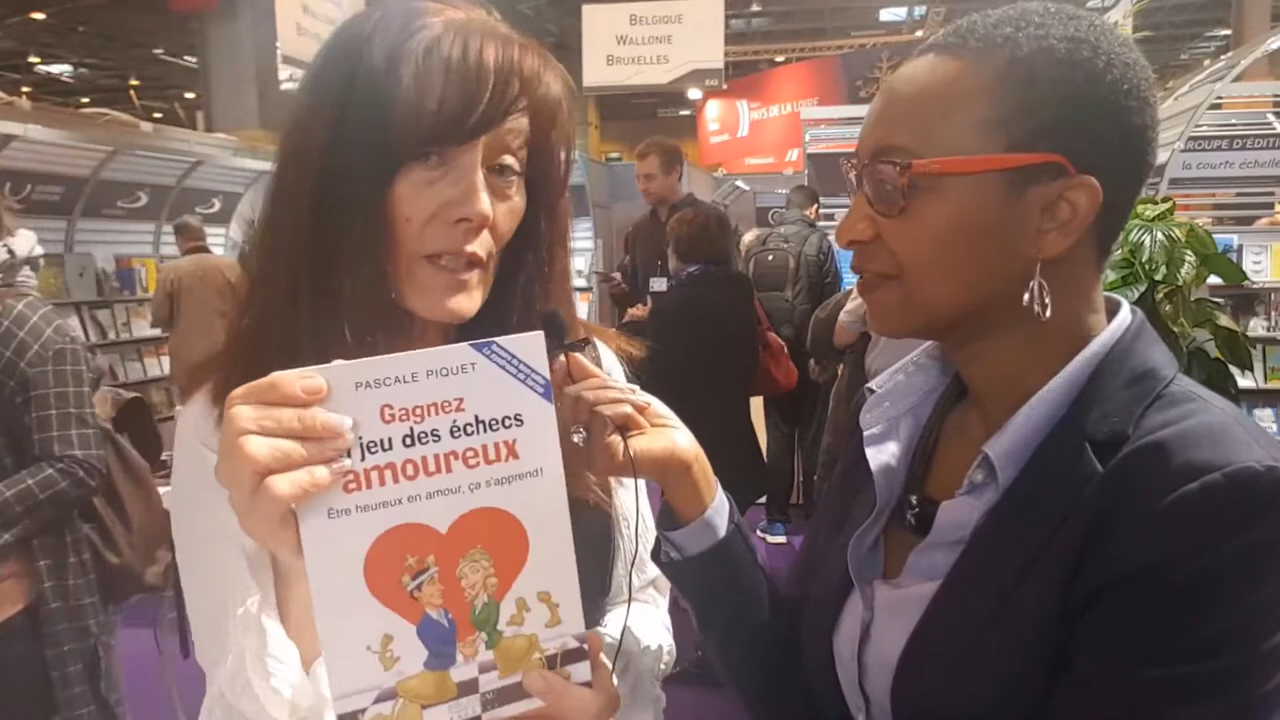 BELGIQUE
WALLONIE
BRUXELLES
PAYS DE LA LOIRE
GROUPE D'ÉDITI
la courte échelle
PASCALE PIQUET
Gagnez
jeu des échecs
amoureux
Être heureux en amour, ça s'apprend!